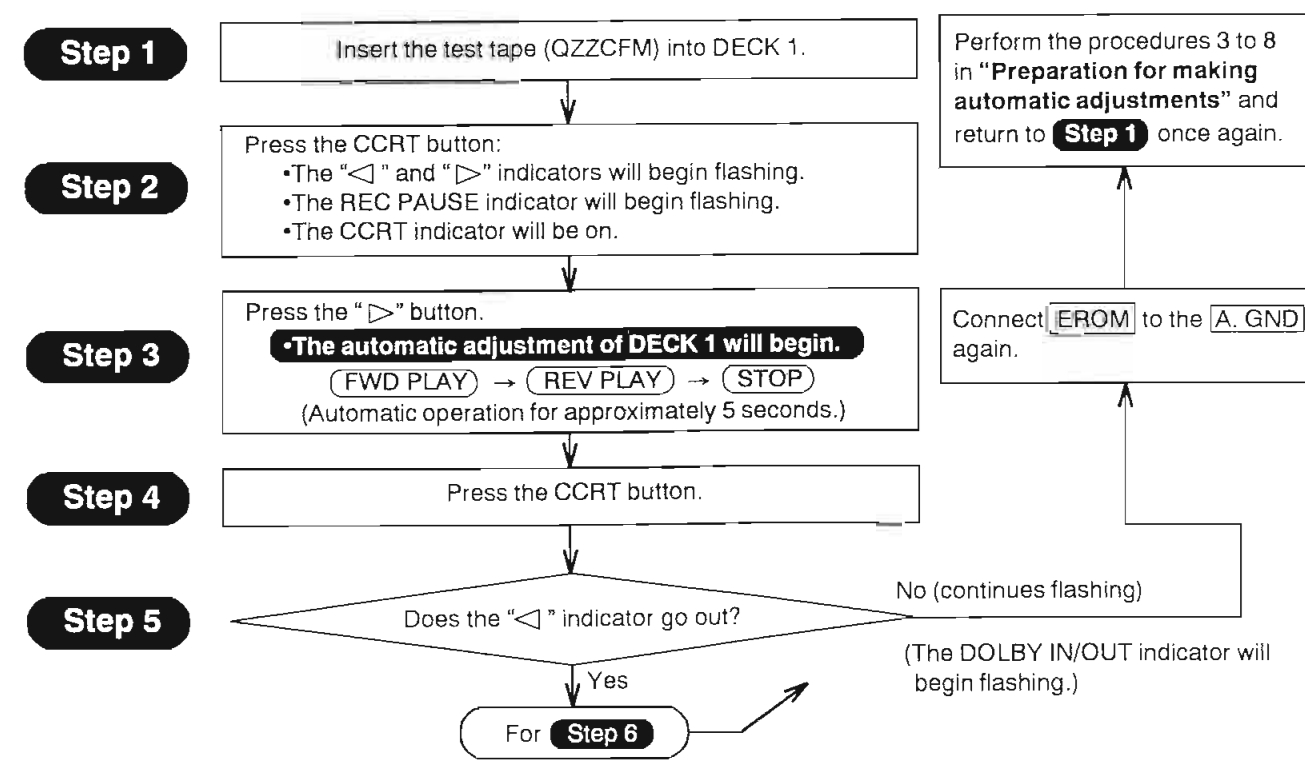 Step 1
Insert the test tape (QZZCFM) into DECK 1.
Step 2
Press the CCRT button:
•The "◁" and "▷" indicators will begin flashing.
•The REC PAUSE indicator will begin flashing.
•The CCRT indicator will be on.
Step 3
Press the "▷" button.
•The automatic adjustment of DECK 1 will begin.
FWD PLAY → REV PLAY → STOP
(Automatic operation for approximately 5 seconds.)
Step 4
Press the CCRT button.
Step 5
Does the "◁" indicator go out?
Yes
For Step 6
No (continues flashing)
(The DOLBY IN/OUT indicator will
begin flashing.)
Connect EROM to the A. GND
again.
Perform the procedures 3 to 8
in "Preparation for making
automatic adjustments" and
return to Step 1 once again.